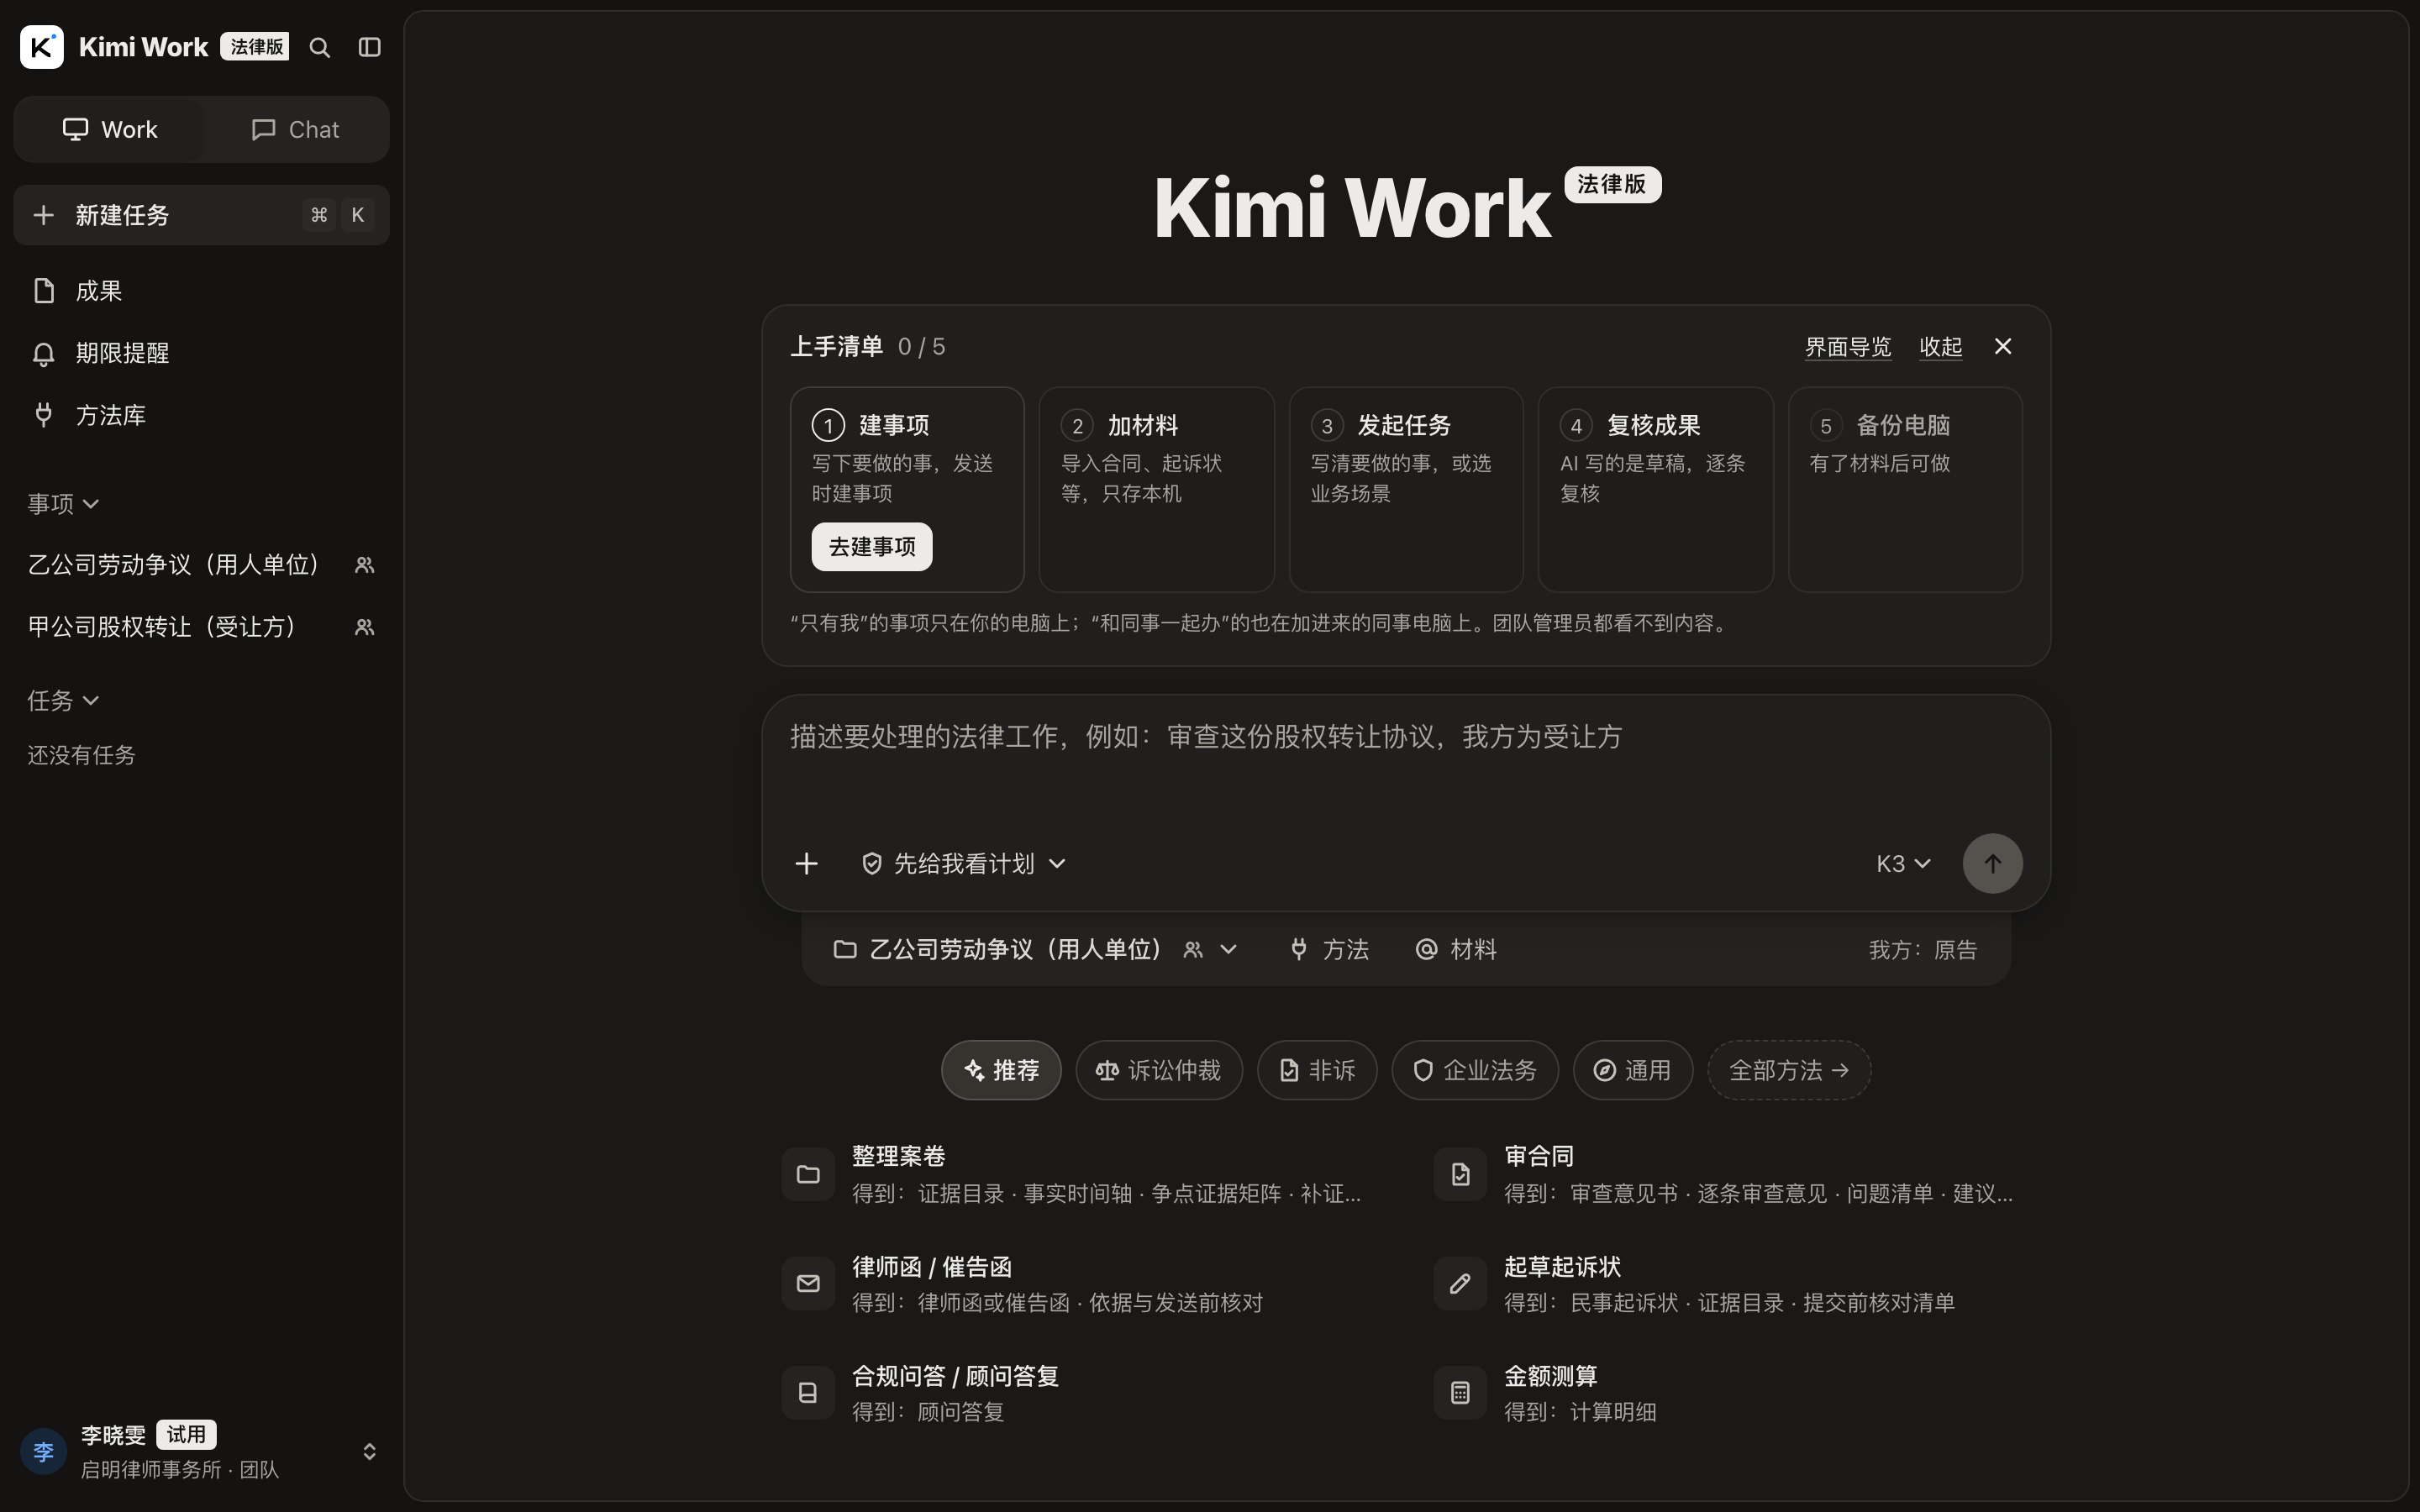 Kimi Work 法律版
Work
Chat
新建任务 ⌘ K
成果
期限提醒
方法库
事项
乙公司劳动争议（用人单位）
甲公司股权转让（受让方）
任务
还没有任务
李 李晓雯 试用
启明律师事务所 · 团队
Kimi Work 法律版
上手清单 0 / 5
界面导览 收起
1 建事项
写下要做的事，发送
时建事项
去建事项
2 加材料
导入合同、起诉状
等，只存本机
3 发起任务
写清要做的事，或选
业务场景
4 复核成果
AI 写的是草稿，逐条
复核
5 备份电脑
有了材料后可做
“只有我”的事项只在你的电脑上；“和同事一起办”的也在加进来的同事电脑上。团队管理员都看不到内容。
描述要处理的法律工作，例如：审查这份股权转让协议，我方为受让方
先给我看计划
K3
乙公司劳动争议（用人单位）
方法
材料
我方：原告
推荐
诉讼仲裁
非诉
企业法务
通用
全部方法 →
整理案卷
得到：证据目录 · 事实时间轴 · 争点证据矩阵 · 补证...
审合同
得到：审查意见书 · 逐条审查意见 · 问题清单 · 建议...
律师函 / 催告函
得到：律师函或催告函 · 依据与发送前核对
起草起诉状
得到：民事起诉状 · 证据目录 · 提交前核对清单
合规问答 / 顾问答复
得到：顾问答复
金额测算
得到：计算明细